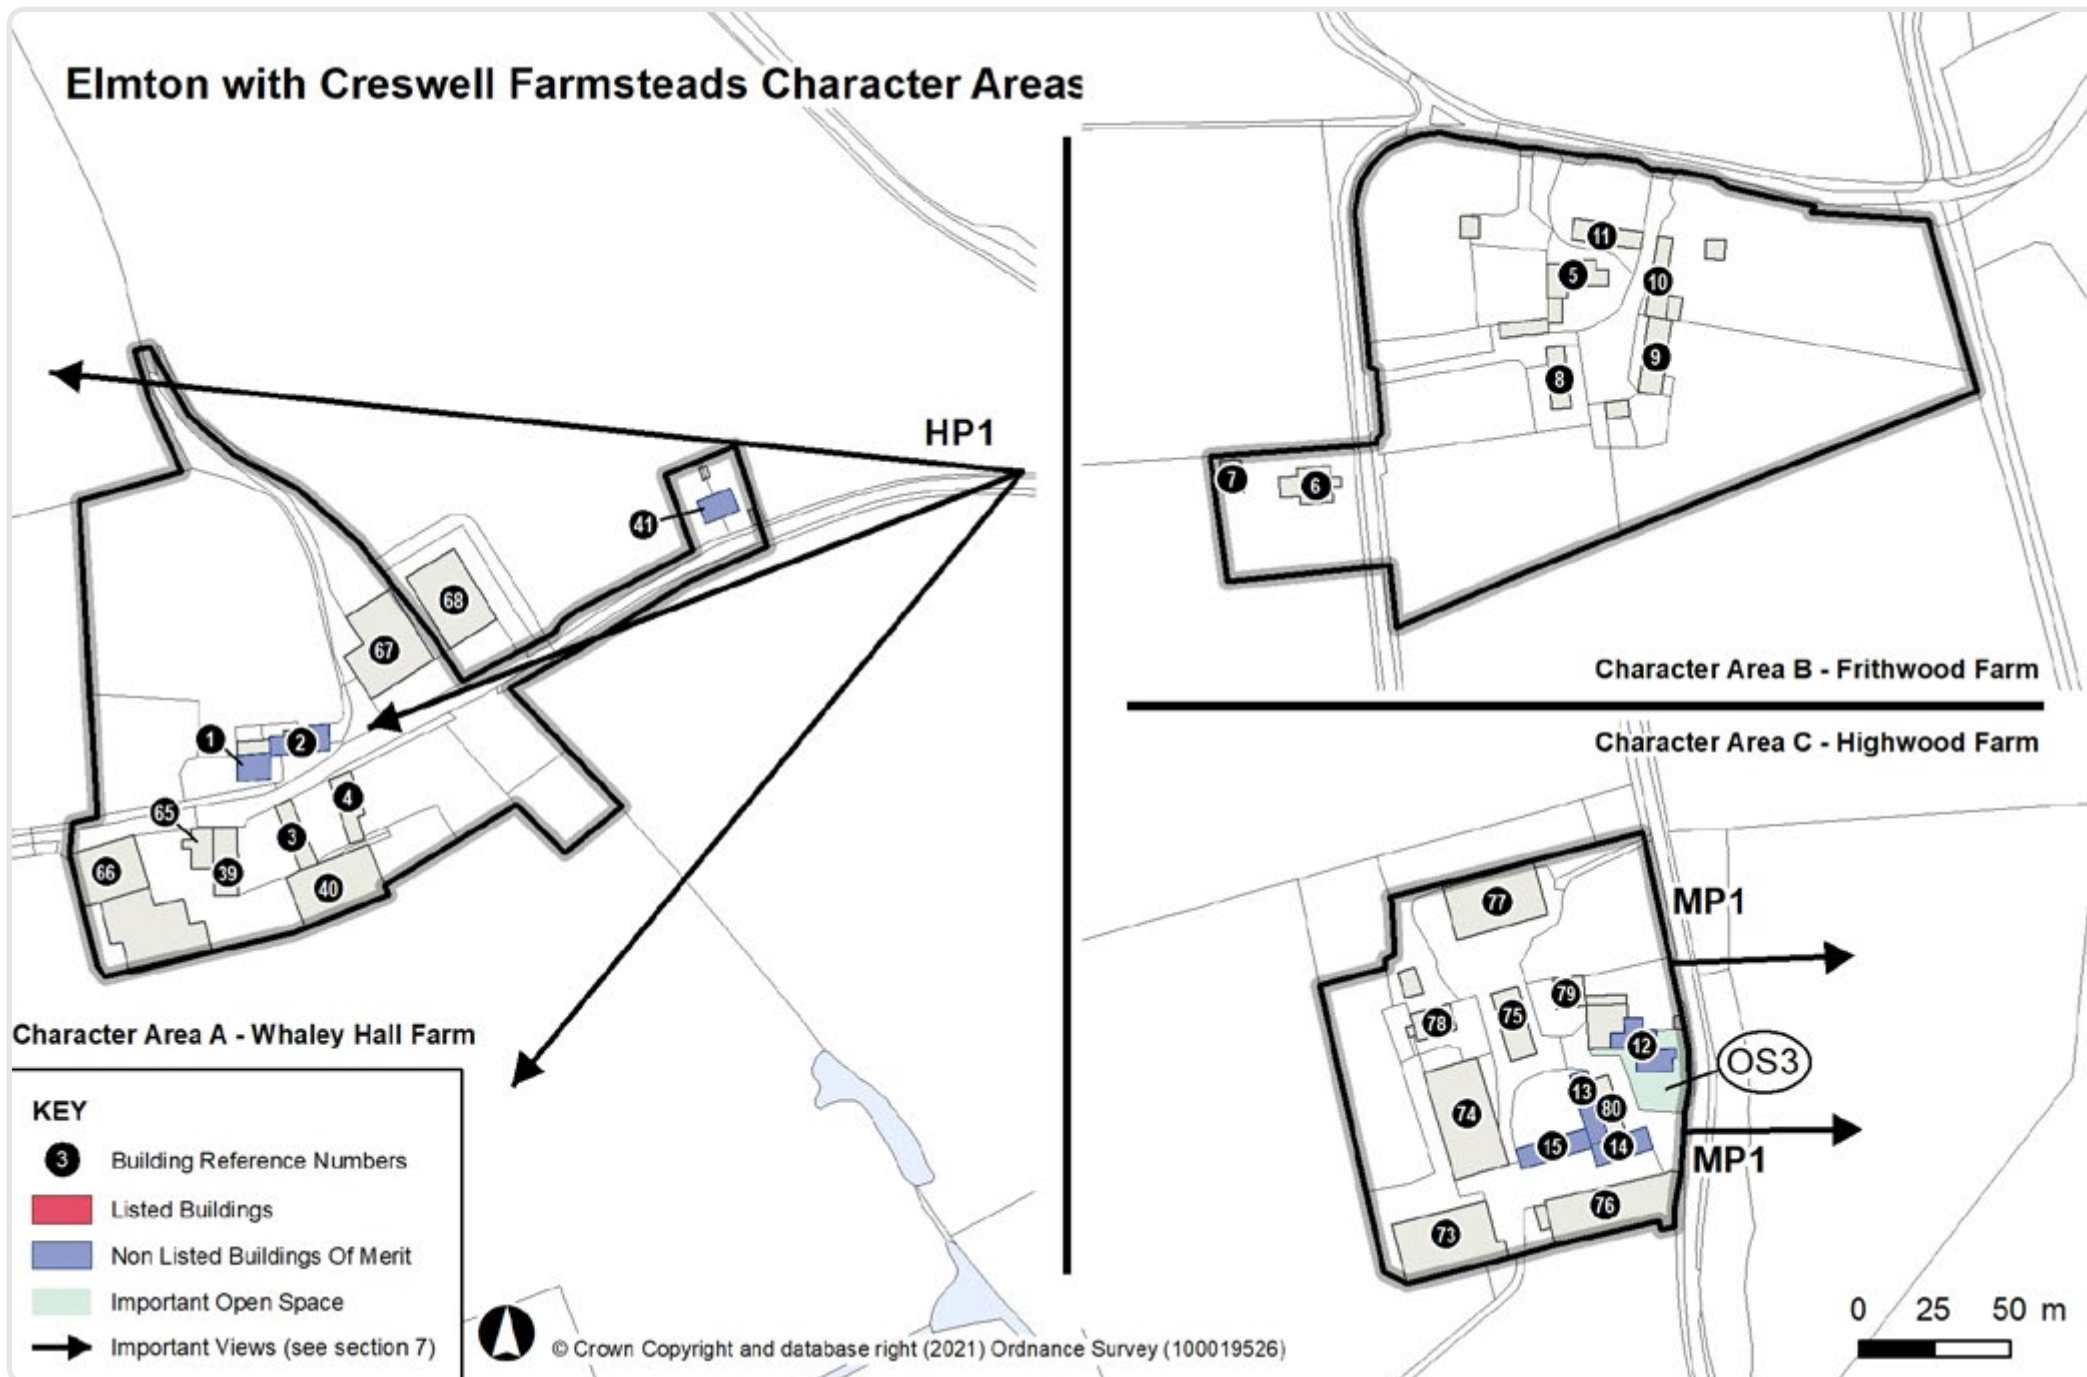 Elmton with Creswell Farmsteads Character Areas
HP1
41
68
67
1
2
4
65
3
66
39
40
Character Area A - Whaley Hall Farm
KEY
3 Building Reference Numbers
Listed Buildings
Non Listed Buildings Of Merit
Important Open Space
Important Views (see section 7)
© Crown Copyright and database right (2021) Ordnance Survey (100019526)
11
5
10
9
8
7
6
Character Area B - Frithwood Farm
Character Area C - Highwood Farm
77
MP1
79
75
78
12
OS3
13
80
74
15
14
MP1
76
73
0 25 50 m